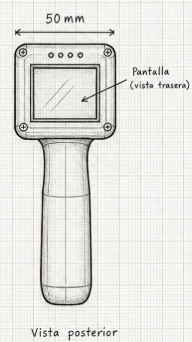 50 mm
Pantalla
(vista trasera)
Vista posterior